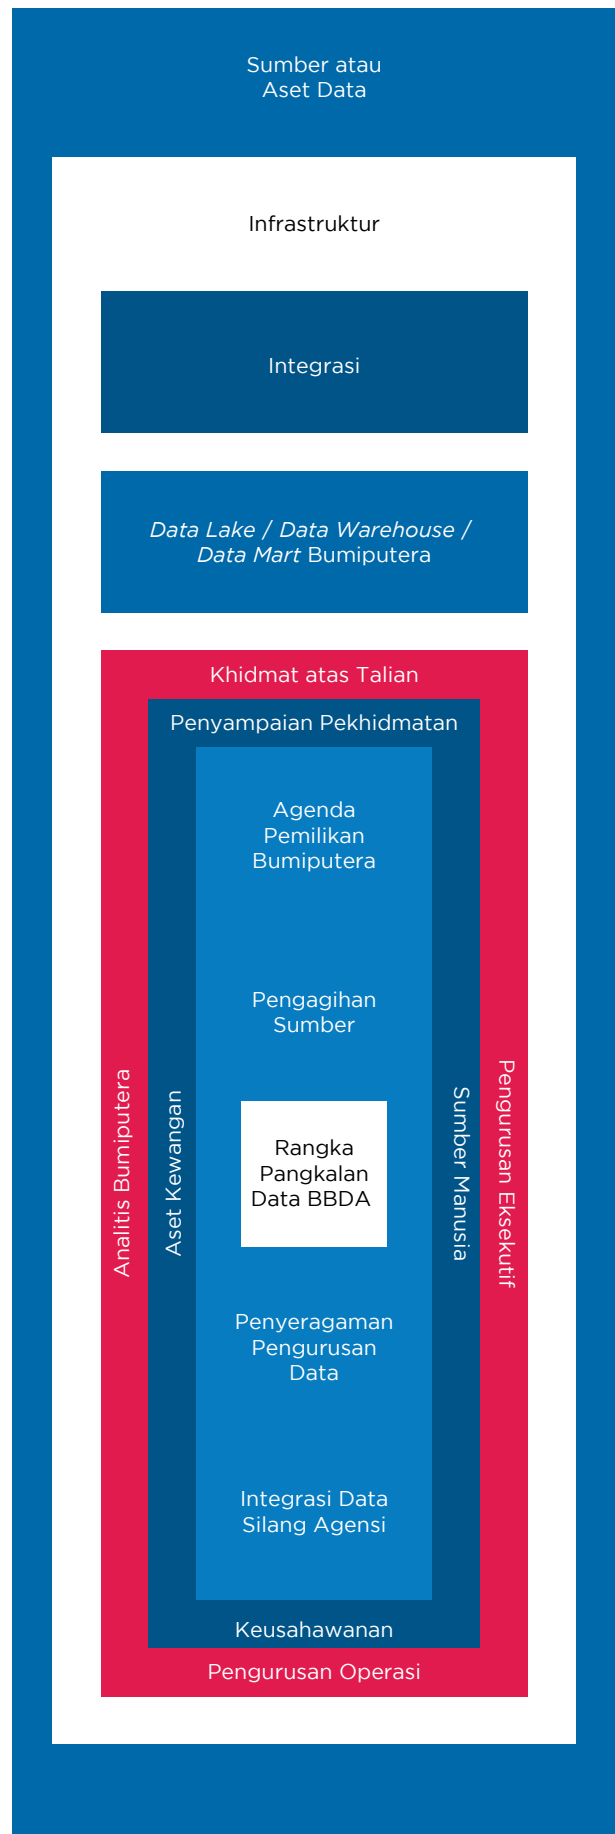 Sumber atau
Aset Data
Infrastruktur
Integrasi
Data Lake / Data Warehouse /
Data Mart Bumiputera
Khidmat atas Talian
Penyampaian Pekhidmatan
Agenda
Pemilikan
Bumiputera
Pengagihan
Sumber
Analitis Bumiputera
Aset Kewangan
Rangka
Pangkalan
Data BBDA
Sumber Manusia
Pengurusan Eksekutif
Penyeragaman
Pengurusan
Data
Integrasi Data
Silang Agensi
Keusahawanan
Pengurusan Operasi